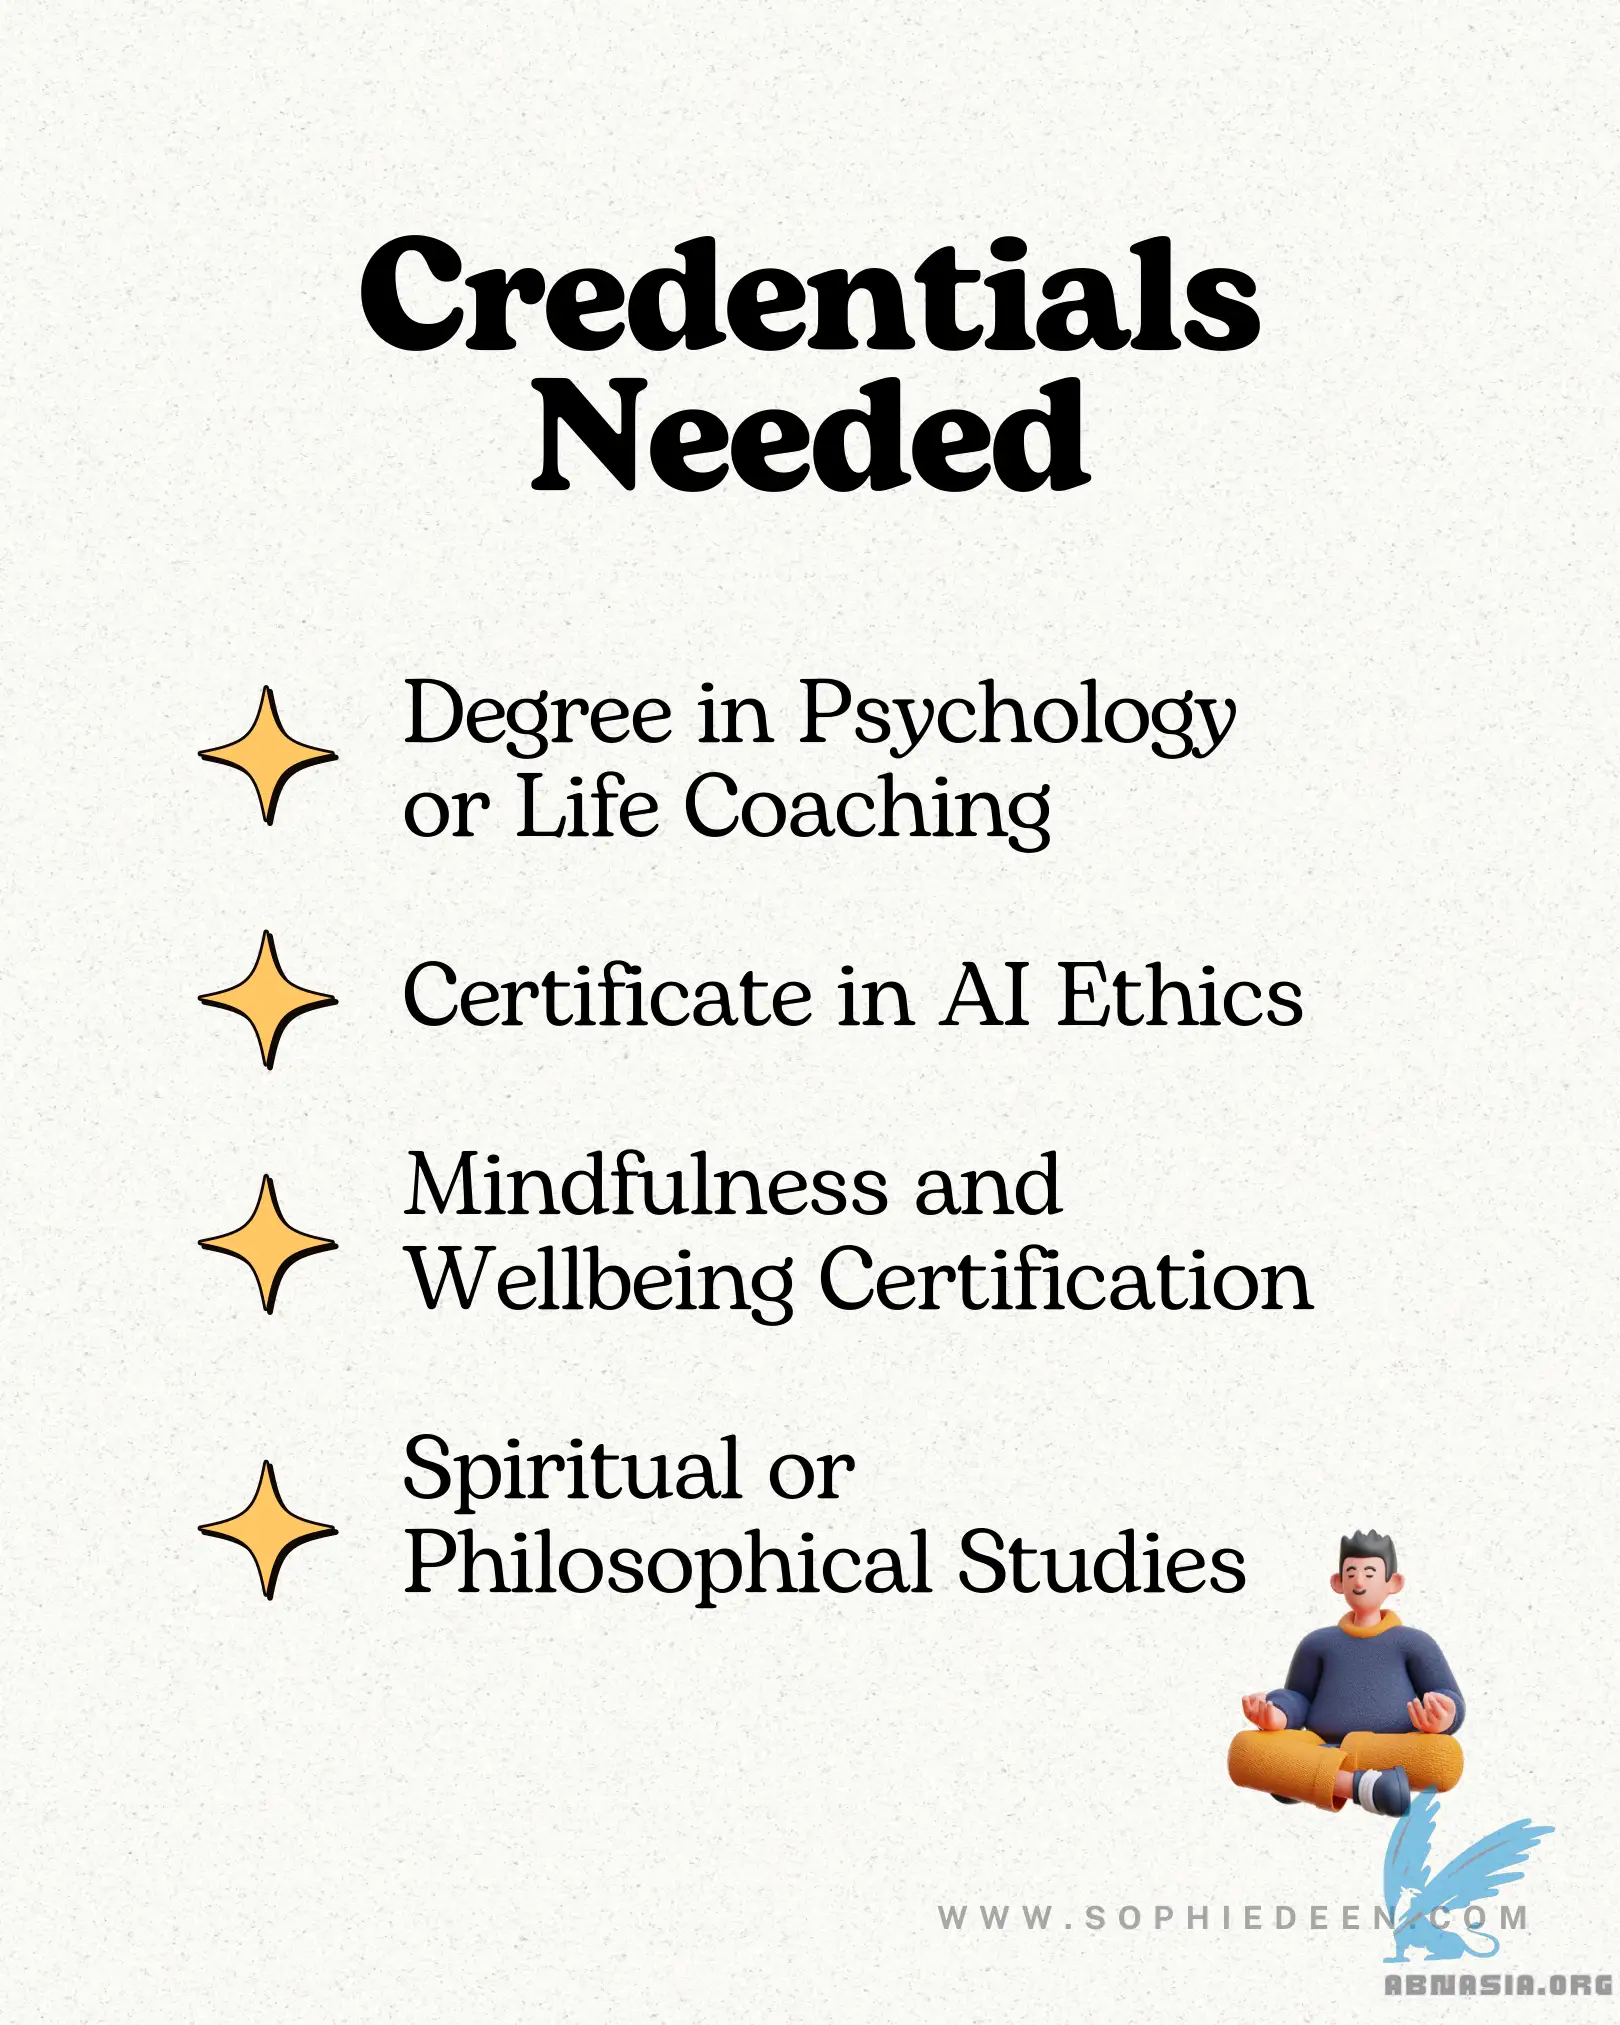 Credentials
Needed
Degree in Psychology
or Life Coaching
Certificate in AI Ethics
Mindfulness and
Wellbeing Certification
Spiritual or
Philosophical Studies
WWW.SOPHIEDEEN.COM
ABNASIA.ORG